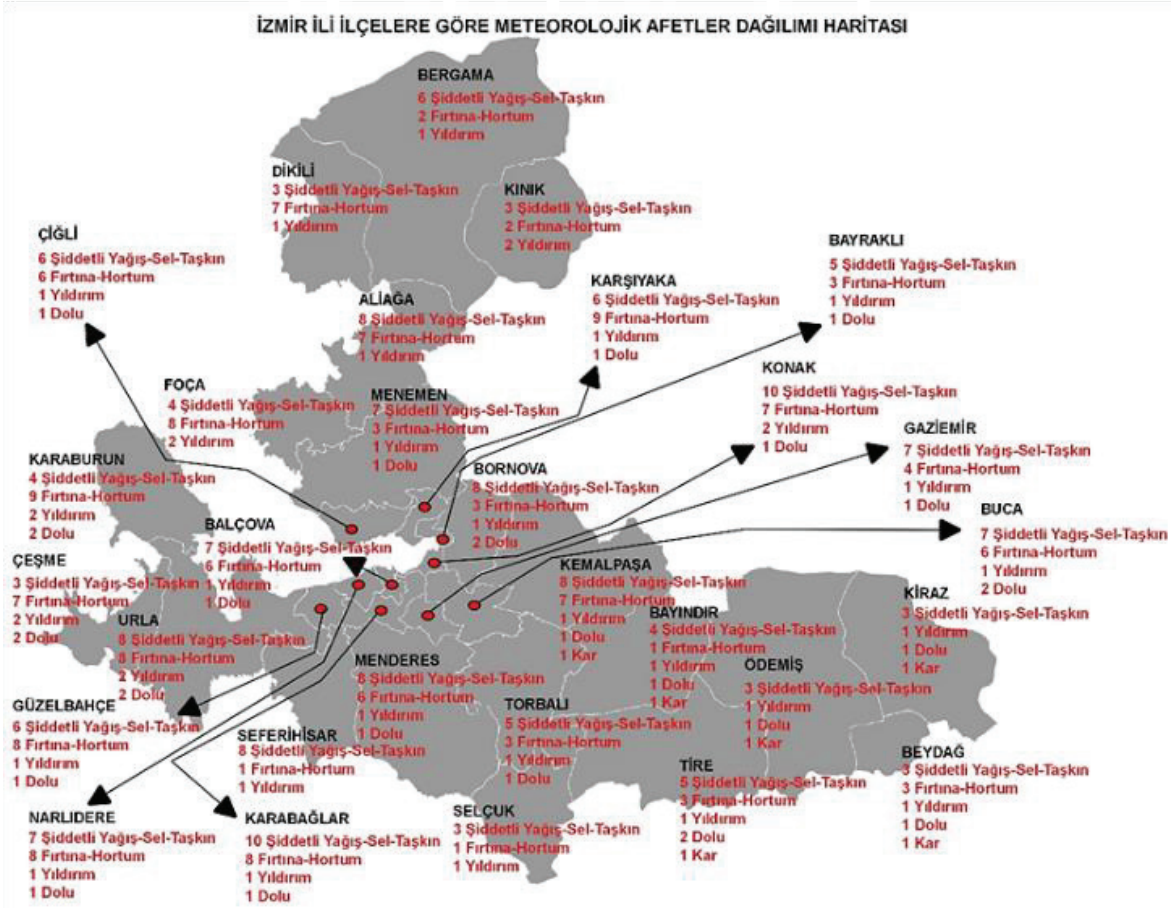 İZMİR İLİ İLÇELERE GÖRE METEOROLOJİK AFETLER DAĞILIMI HARİTASI
BERGAMA
6 Şiddetli Yağış-Sel-Taşkın
2 Fırtına-Hortum
1 Yıldırım
DİKİLİ
3 Şiddetli Yağış-Sel-Taşkın
7 Fırtına-Hortum
1 Yıldırım
KINIK
3 Şiddetli Yağış-Sel-Taşkın
2 Fırtına-Hortum
2 Yıldırım
ÇİĞLİ
6 Şiddetli Yağış-Sel-Taşkın
6 Fırtına-Hortum
1 Yıldırım
1 Dolu
BAYRAKLI
5 Şiddetli Yağış-Sel-Taşkın
3 Fırtına-Hortum
1 Yıldırım
1 Dolu
KARŞIYAKA
6 Şiddetli Yağış-Sel-Taşkın
9 Fırtına-Hortum
1 Yıldırım
1 Dolu
ALİAĞA
8 Şiddetli Yağış-Sel-Taşkın
7 Fırtına-Hortum
1 Yıldırım
KONAK
10 Şiddetli Yağış-Sel-Taşkın
7 Fırtına-Hortum
2 Yıldırım
1 Dolu
FOÇA
4 Şiddetli Yağış-Sel-Taşkın
8 Fırtına-Hortum
2 Yıldırım
MENEMEN
7 Şiddetli Yağış-Sel-Taşkın
3 Fırtına-Hortum
1 Yıldırım
1 Dolu
GAZİEMİR
7 Şiddetli Yağış-Sel-Taşkın
4 Fırtına-Hortum
1 Yıldırım
1 Dolu
KARABURUN
4 Şiddetli Yağış-Sel-Taşkın
9 Fırtına-Hortum
2 Yıldırım
2 Dolu
BORNOVA
8 Şiddetli Yağış-Sel-Taşkın
3 Fırtına-Hortum
1 Yıldırım
2 Dolu
BUCA
7 Şiddetli Yağış-Sel-Taşkın
6 Fırtına-Hortum
1 Yıldırım
2 Dolu
BALÇOVA
7 Şiddetli Yağış-Sel-Taşkın
6 Fırtına-Hortum
1 Yıldırım
1 Dolu
ÇEŞME
3 Şiddetli Yağış-Sel-Taşkın
7 Fırtına-Hortum
2 Yıldırım
2 Dolu
KEMALPAŞA
8 Şiddetli Yağış-Sel-Taşkın
7 Fırtına-Hortum
1 Yıldırım
1 Dolu
1 Kar
KİRAZ
3 Şiddetli Yağış-Sel-Taşkın
1 Yıldırım
1 Dolu
1 Kar
URLA
8 Şiddetli Yağış-Sel-Taşkın
8 Fırtına-Hortum
2 Yıldırım
2 Dolu
BAYINDIR
4 Şiddetli Yağış-Sel-Taşkın
1 Fırtına-Hortum
1 Yıldırım
1 Dolu
1 Kar
MENDERES
8 Şiddetli Yağış-Sel-Taşkın
6 Fırtına-Hortum
1 Yıldırım
1 Dolu
ÖDEMİŞ
3 Şiddetli Yağış-Sel-Taşkın
1 Yıldırım
1 Dolu
1 Kar
GÜZELBAHÇE
6 Şiddetli Yağış-Sel-Taşkın
8 Fırtına-Hortum
1 Yıldırım
1 Dolu
TORBALI
5 Şiddetli Yağış-Sel-Taşkın
3 Fırtına-Hortum
1 Yıldırım
1 Dolu
SEFERİHİSAR
8 Şiddetli Yağış-Sel-Taşkın
1 Fırtına-Hortum
1 Yıldırım
BEYDAĞ
3 Şiddetli Yağış-Sel-Taşkın
3 Fırtına-Hortum
1 Yıldırım
1 Dolu
1 Kar
TİRE
5 Şiddetli Yağış-Sel-Taşkın
3 Fırtına-Hortum
1 Yıldırım
2 Dolu
1 Kar
NARLIDERE
7 Şiddetli Yağış-Sel-Taşkın
8 Fırtına-Hortum
1 Yıldırım
1 Dolu
KARABAĞLAR
10 Şiddetli Yağış-Sel-Taşkın
8 Fırtına-Hortum
1 Yıldırım
1 Dolu
SELÇUK
3 Şiddetli Yağış-Sel-Taşkın
1 Fırtına-Hortum
1 Yıldırım